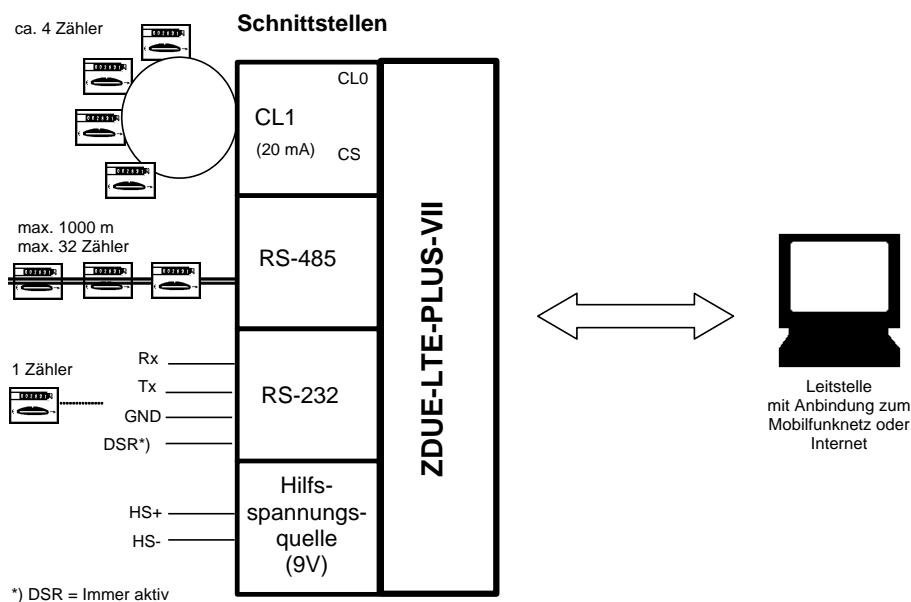 ca. 4 Zähler
Schnittstellen
CL0
CL1
(20 mA)
CS
max. 1000 m
max. 32 Zähler
RS-485
1 Zähler
Rx
Tx
GND
DSR*)
RS-232
HS+
HS-
Hilfs-
spannungs-
quelle
(9V)
ZDUE-LTE-PLUS-VII
Leitstelle
mit Anbindung zum
Mobilfunknetz oder
Internet
*) DSR = Immer aktiv